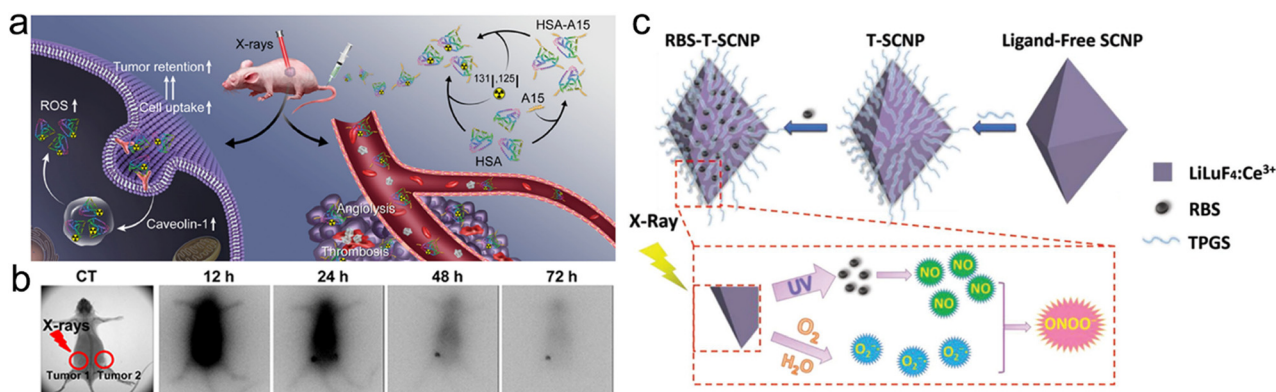 a
X-rays
Tumor retention↑
Cell uptake↑
ROS↑
Caveolin-1↑
Angiolysis
Thrombosis
HSA-A15
131I, 125I
A15
HSA
b
CT
12 h
24 h
48 h
72 h
X-rays
Tumor 1
Tumor 2
c
RBS-T-SCNP
T-SCNP
Ligand-Free SCNP
LiLuF₄:Ce³⁺
RBS
TPGS
X-Ray
UV
NO
NO
NO
NO
O₂
H₂O
O₂⁻
O₂⁻
O₂⁻
ONOO⁻